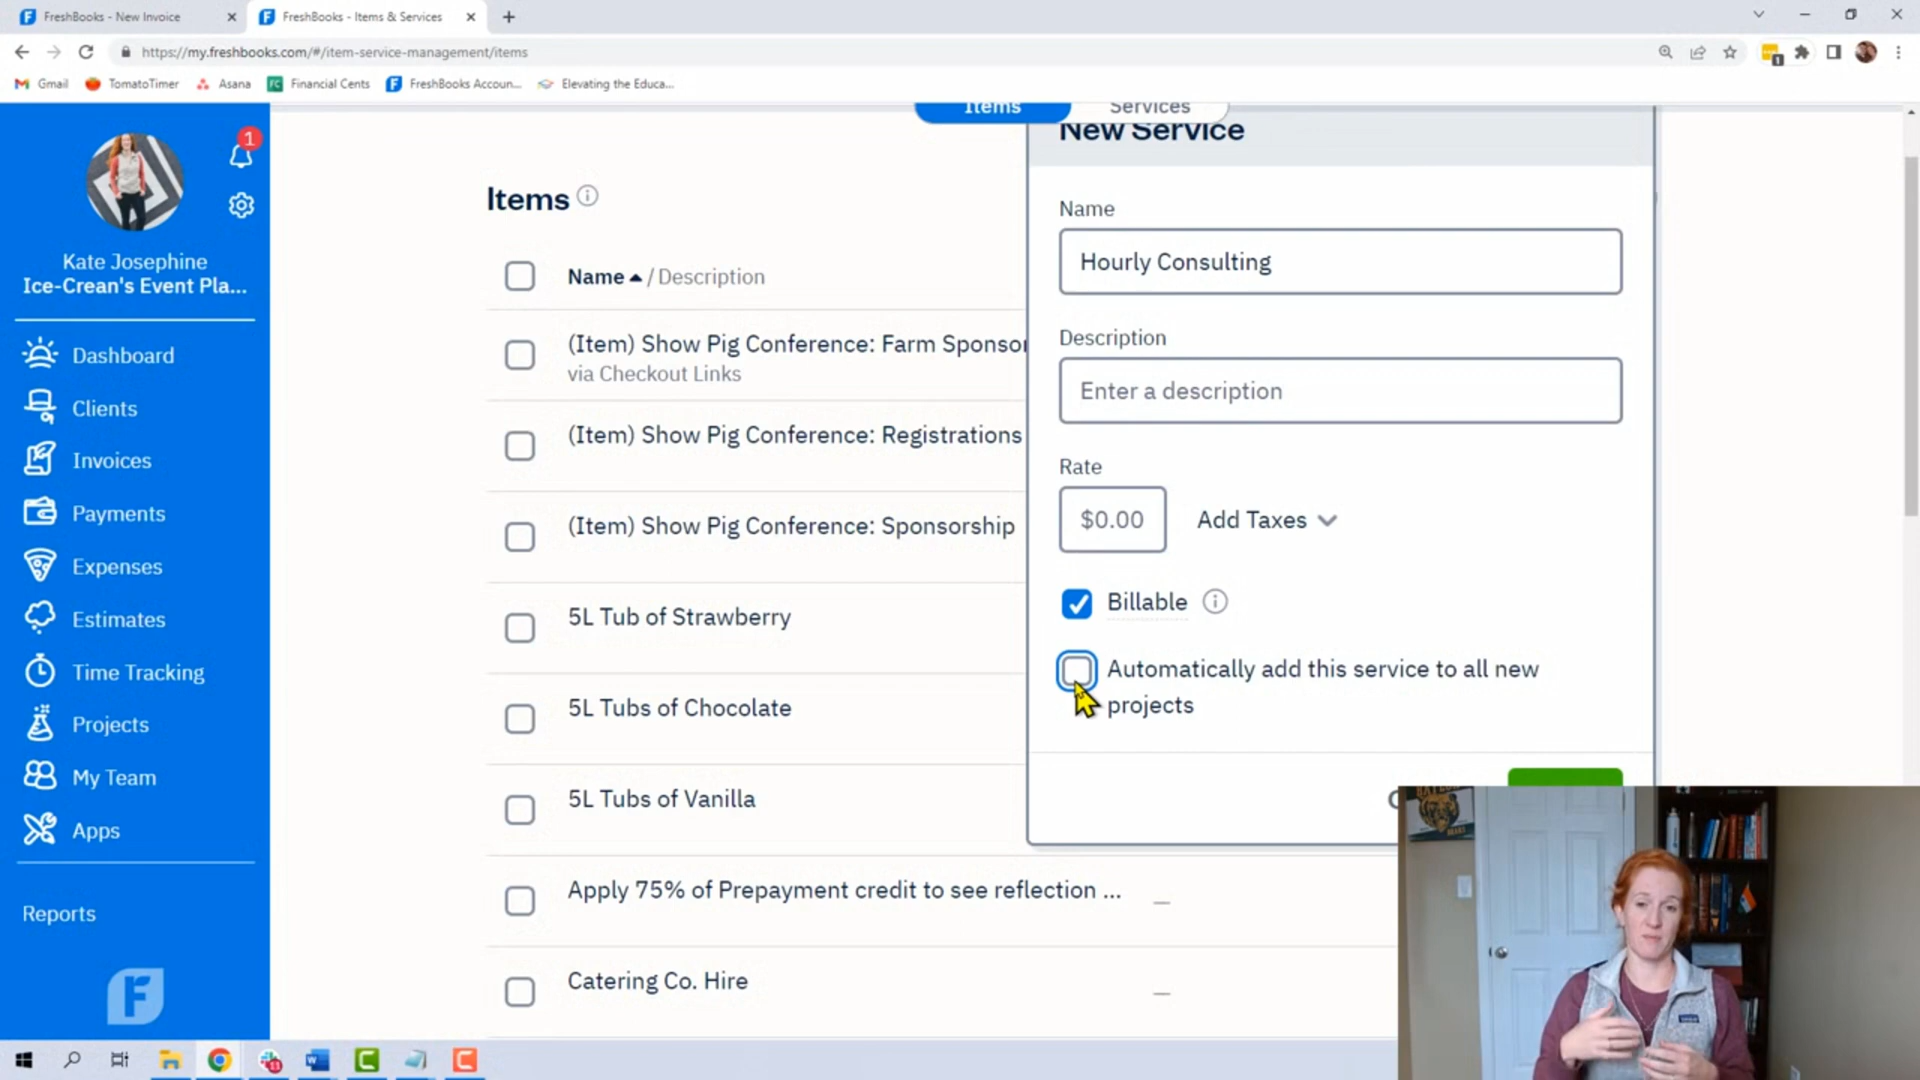 FreshBooks - New Invoice
FreshBooks - Items & Services
https://my.freshbooks.com/#/item-service-management/items
1
Gmail
TomatoTimer
Asana
FC Financial Cents
FreshBooks Accoun...
Elevating the Educa...
1
Kate Josephine
Ice-Crean's Event Pla...
Dashboard
Clients
Invoices
Payments
Expenses
Estimates
Time Tracking
Projects
My Team
Apps
Reports
F
Items
Services
Items
Name / Description
(Item) Show Pig Conference: Farm Sponsor
via Checkout Links
(Item) Show Pig Conference: Registrations
(Item) Show Pig Conference: Sponsorship
5L Tub of Strawberry
5L Tubs of Chocolate
5L Tubs of Vanilla
Apply 75% of Prepayment credit to see reflection ...
—
Catering Co. Hire
—
New Service
Name
Hourly Consulting
Description
Enter a description
Rate
$0.00
Add Taxes
Billable
Automatically add this service to all new
projects
BEARS